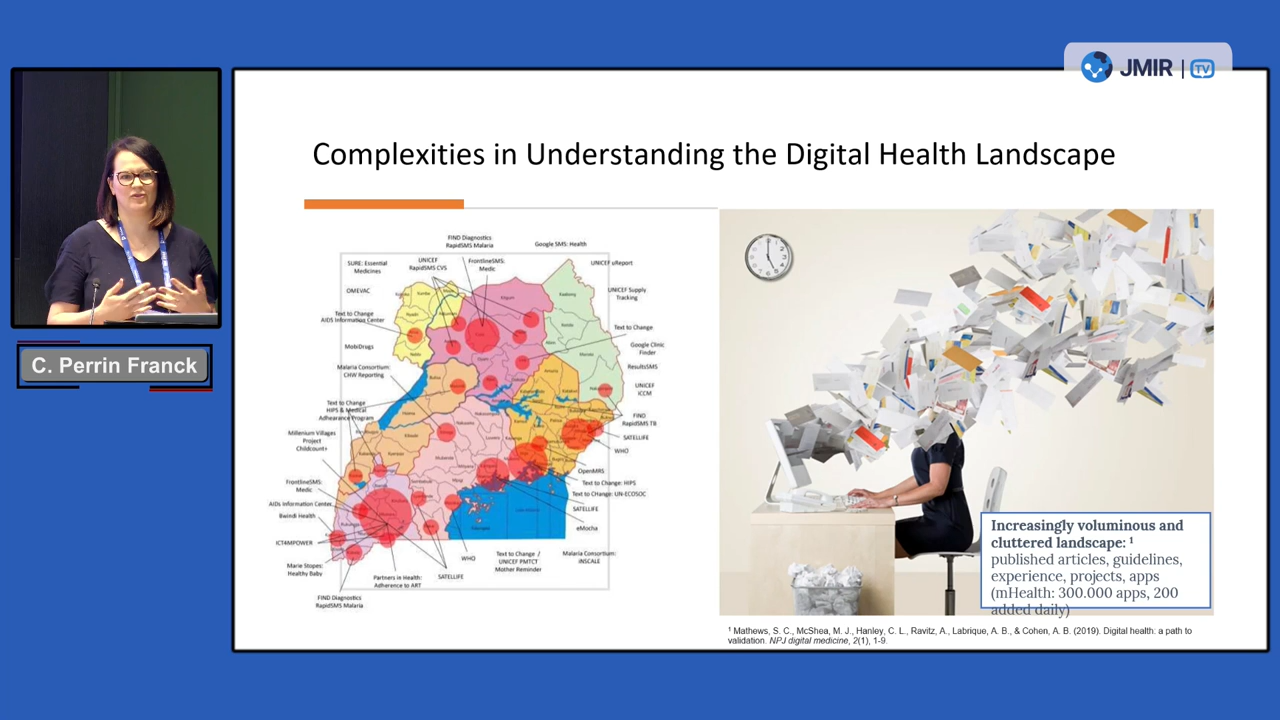 JMIR | TV
C. Perrin Franck
Complexities in Understanding the Digital Health Landscape
FIND Diagnostics
RapidSMS Malaria
Google SMS: Health
SURE: Essential
Medicines
UNICEF
RapidSMS CVS
FrontlineSMS:
Medic
UNICEF uReport
OMEVAC
UNICEF Supply
Tracking
Text to Change
AIDS Information Center
Text to Change
MobiDrugs
Google Clinic
Finder
Malaria Consortium:
CHW Reporting
ResultsSMS
UNICEF
ICCM
Text to Change
HIPS & Medical
Adhearance Program
FIND
RapidSMS TB
Millenium Villages
Project
Childcount+
SATELLIFE
WHO
OpenMRS
FrontlineSMS:
Medic
Text to Change: HIPS
Text to Change: UN-ECOSOC
AIDs Information Center
SATELLIFE
Bwindi Health
eMocha
ICT4MPOWER
Marie Stopes:
Healthy Baby
WHO
Text to Change /
UNICEF PMTCT
Mother Reminder
Malaria Consortium:
INSCALE
Partners in Health:
Adherence to ART
SATELLIFE
FIND Diagnostics
RapidSMS Malaria
Increasingly voluminous and
cluttered landscape: ¹
published articles, guidelines,
experience, projects, apps
(mHealth: 300.000 apps, 200
added daily)
¹ Mathews, S. C., McShea, M. J., Hanley, C. L., Ravitz, A., Labrique, A. B., & Cohen, A. B. (2019). Digital health: a path to
validation. NPJ digital medicine, 2(1), 1-9.